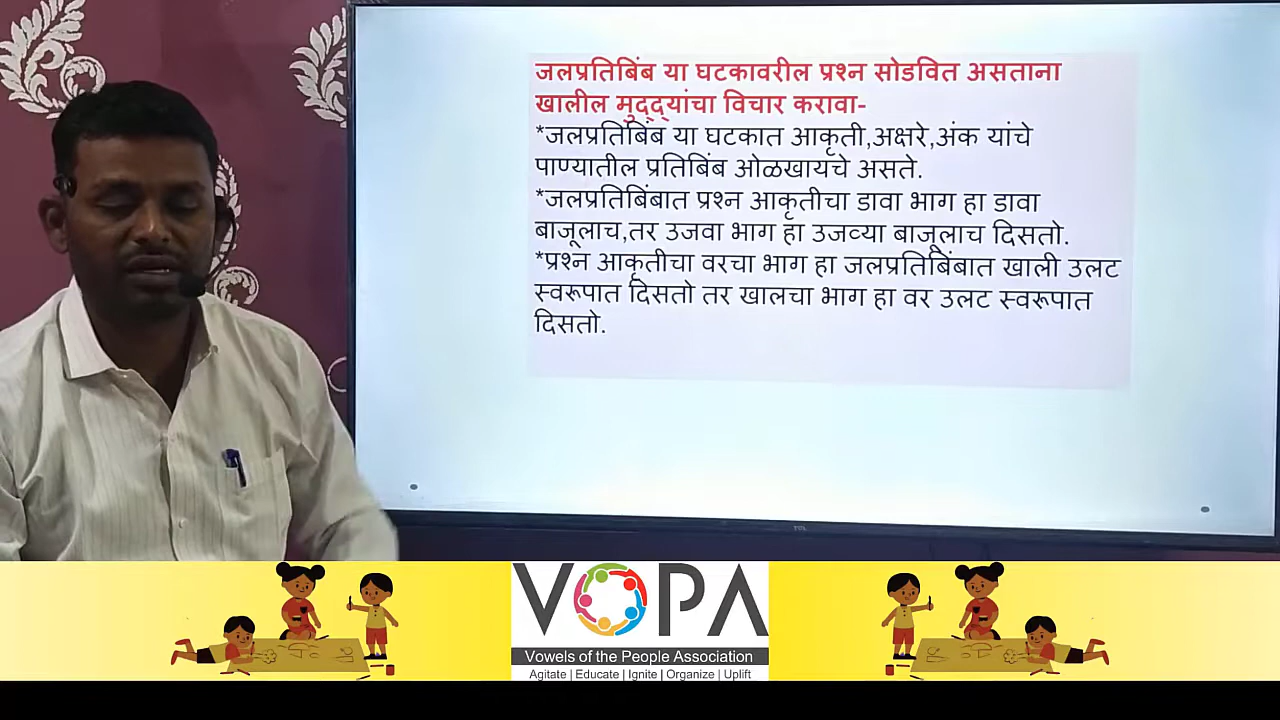 जलप्रतिबिंब या घटकावरील प्रश्न सोडवित असताना
खालील मुद्द्यांचा विचार करावा-
*जलप्रतिबिंब या घटकात आकृती,अक्षरे,अंक यांचे
पाण्यातील प्रतिबिंब ओळखायचे असते.
*जलप्रतिबिंबात प्रश्न आकृतीचा डावा भाग हा डावा
बाजूलाच,तर उजवा भाग हा उजव्या बाजूलाच दिसतो.
*प्रश्न आकृतीचा वरचा भाग हा जलप्रतिबिंबात खाली उलट
स्वरूपात दिसतो तर खालचा भाग हा वर उलट स्वरूपात
दिसतो.
VOPA
Vowels of the People Association
Agitate | Educate | Ignite | Organize | Uplift